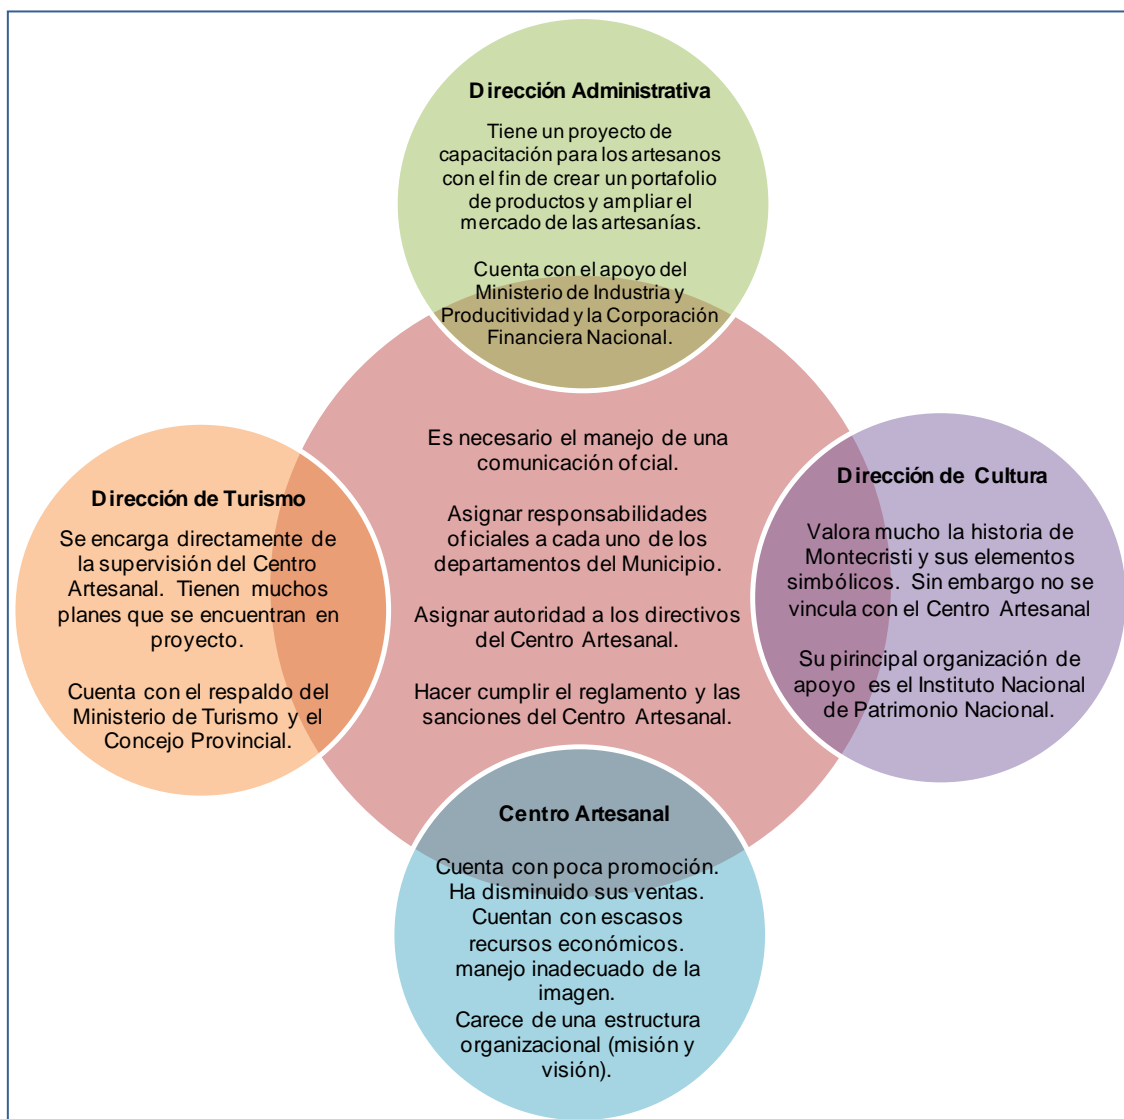 Dirección Administrativa
Tiene un proyecto de
capacitación para los artesanos
con el fin de crear un portafolio
de productos y ampliar el
mercado de las artesanías.
Cuenta con el apoyo del
Ministerio de Industria y
Producitividad y la Corporación
Financiera Nacional.
Es necesario el manejo de una
comunicación ofcial.
Asignar responsabilidades
oficiales a cada uno de los
departamentos del Municipio.
Asignar autoridad a los directivos
del Centro Artesanal.
Hacer cumplir el reglamento y las
sanciones del Centro Artesanal.
Dirección de Turismo
Se encarga directamente de
la supervisión del Centro
Artesanal. Tienen muchos
planes que se encuentran en
proyecto.
Cuenta con el respaldo del
Ministerio de Turismo y el
Concejo Provincial.
Dirección de Cultura
Valora mucho la historia de
Montecristi y sus elementos
simbólicos. Sin embargo no se
vincula con el Centro Artesanal
Su pirincipal organización de
apoyo es el Instituto Nacional
de Patrimonio Nacional.
Centro Artesanal
Cuenta con poca promoción.
Ha disminuido sus ventas.
Cuentan con escasos
recursos económicos.
manejo inadecuado de la
imagen.
Carece de una estructura
organizacional (misión y
visión).